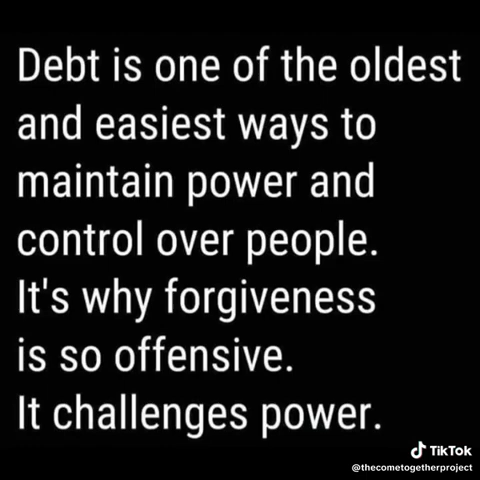 Debt is one of the oldest
and easiest ways to
maintain power and
control over people.
It's why forgiveness
is so offensive.
It challenges power.
TikTok
@thecometogetherproject